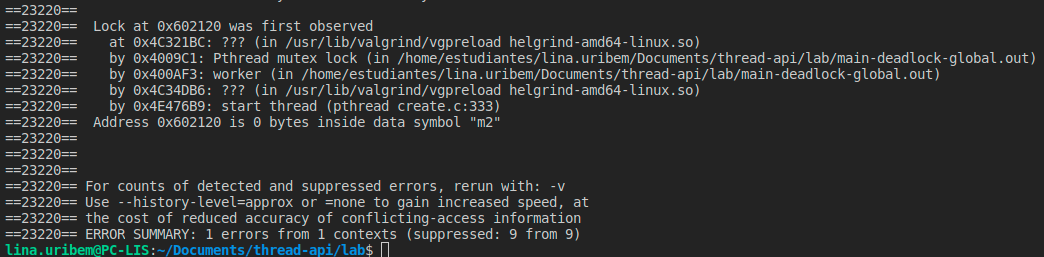 ==23220==
==23220==  Lock at 0x602120 was first observed
==23220==    at 0x4C321BC: ??? (in /usr/lib/valgrind/vgpreload helgrind-amd64-linux.so)
==23220==    by 0x4009C1: Pthread mutex lock (in /home/estudiantes/lina.uribem/Documents/thread-api/lab/main-deadlock-global.out)
==23220==    by 0x400AF3: worker (in /home/estudiantes/lina.uribem/Documents/thread-api/lab/main-deadlock-global.out)
==23220==    by 0x4C34DB6: ??? (in /usr/lib/valgrind/vgpreload helgrind-amd64-linux.so)
==23220==    by 0x4E476B9: start thread (pthread create.c:333)
==23220==  Address 0x602120 is 0 bytes inside data symbol "m2"
==23220==
==23220==
==23220==
==23220== For counts of detected and suppressed errors, rerun with: -v
==23220== Use --history-level=approx or =none to gain increased speed, at
==23220== the cost of reduced accuracy of conflicting-access information
==23220== ERROR SUMMARY: 1 errors from 1 contexts (suppressed: 9 from 9)
lina.uribem@PC-LIS:~/Documents/thread-api/lab$